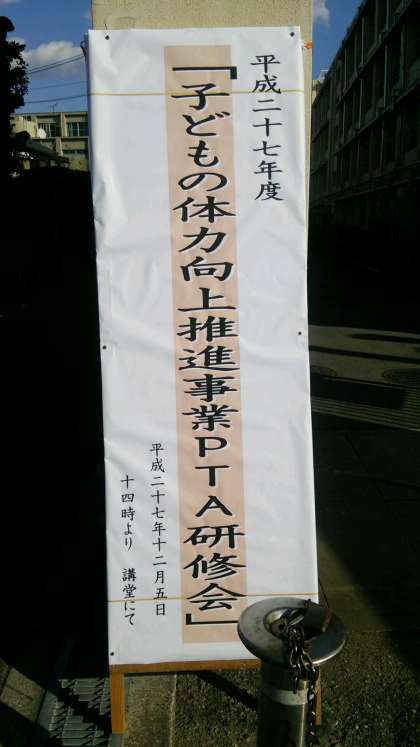 平成二十七年度
「子どもの体力向上推進事業PTA研修会」
平成二十七年十二月五日
十四時より 講堂にて